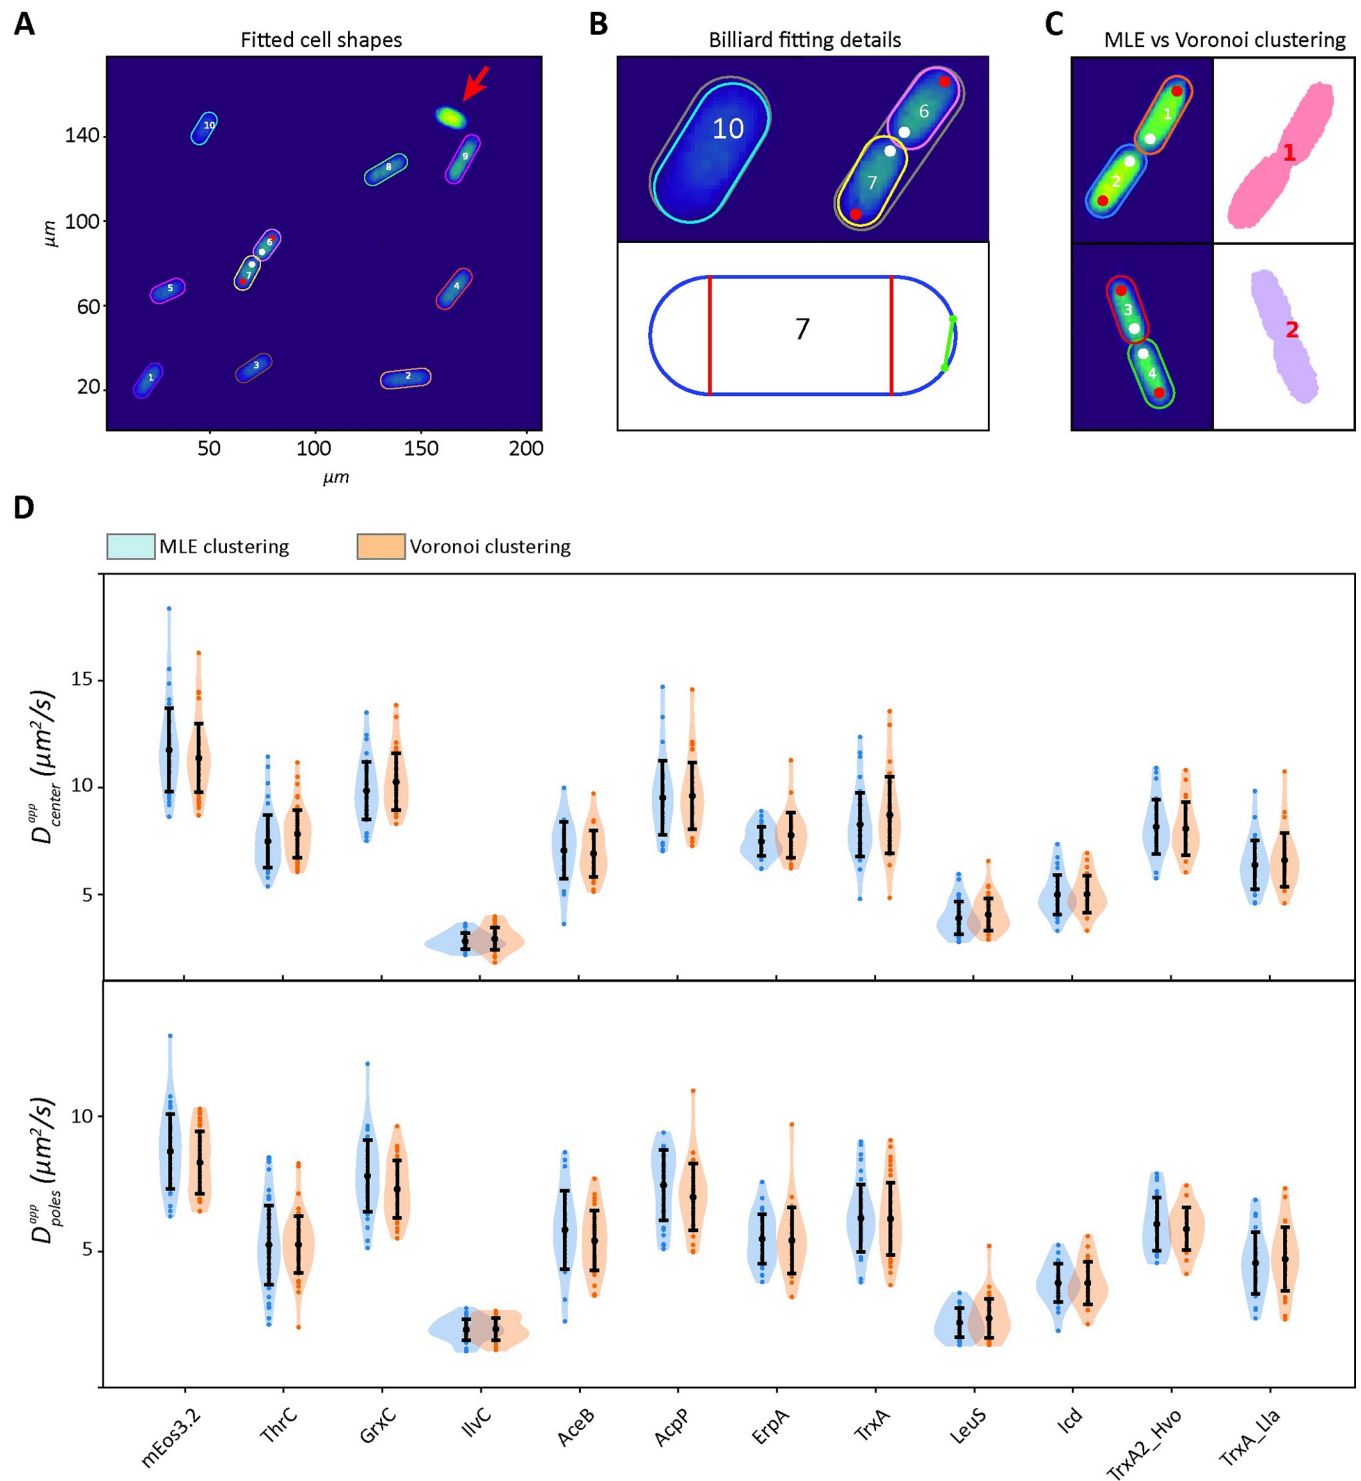 A
Fitted cell shapes
B
Billiard fitting details
C
MLE vs Voronoi clustering
140
100
60
20
μm
50
100
150
200
μm
10
8
9
6
7
5
4
3
2
1
10
6
7
7
1
2
1
3
4
2
D
MLE clustering
Voronoi clustering
D^{app}_{center} (μm²/s)
15
10
5
D^{app}_{poles} (μm²/s)
10
5
mEos3.2
ThrC
GrxC
IlvC
AceB
AcpP
ErpA
TrxA
LeuS
Icd
TrxA2_Hvo
TrxA_Lla